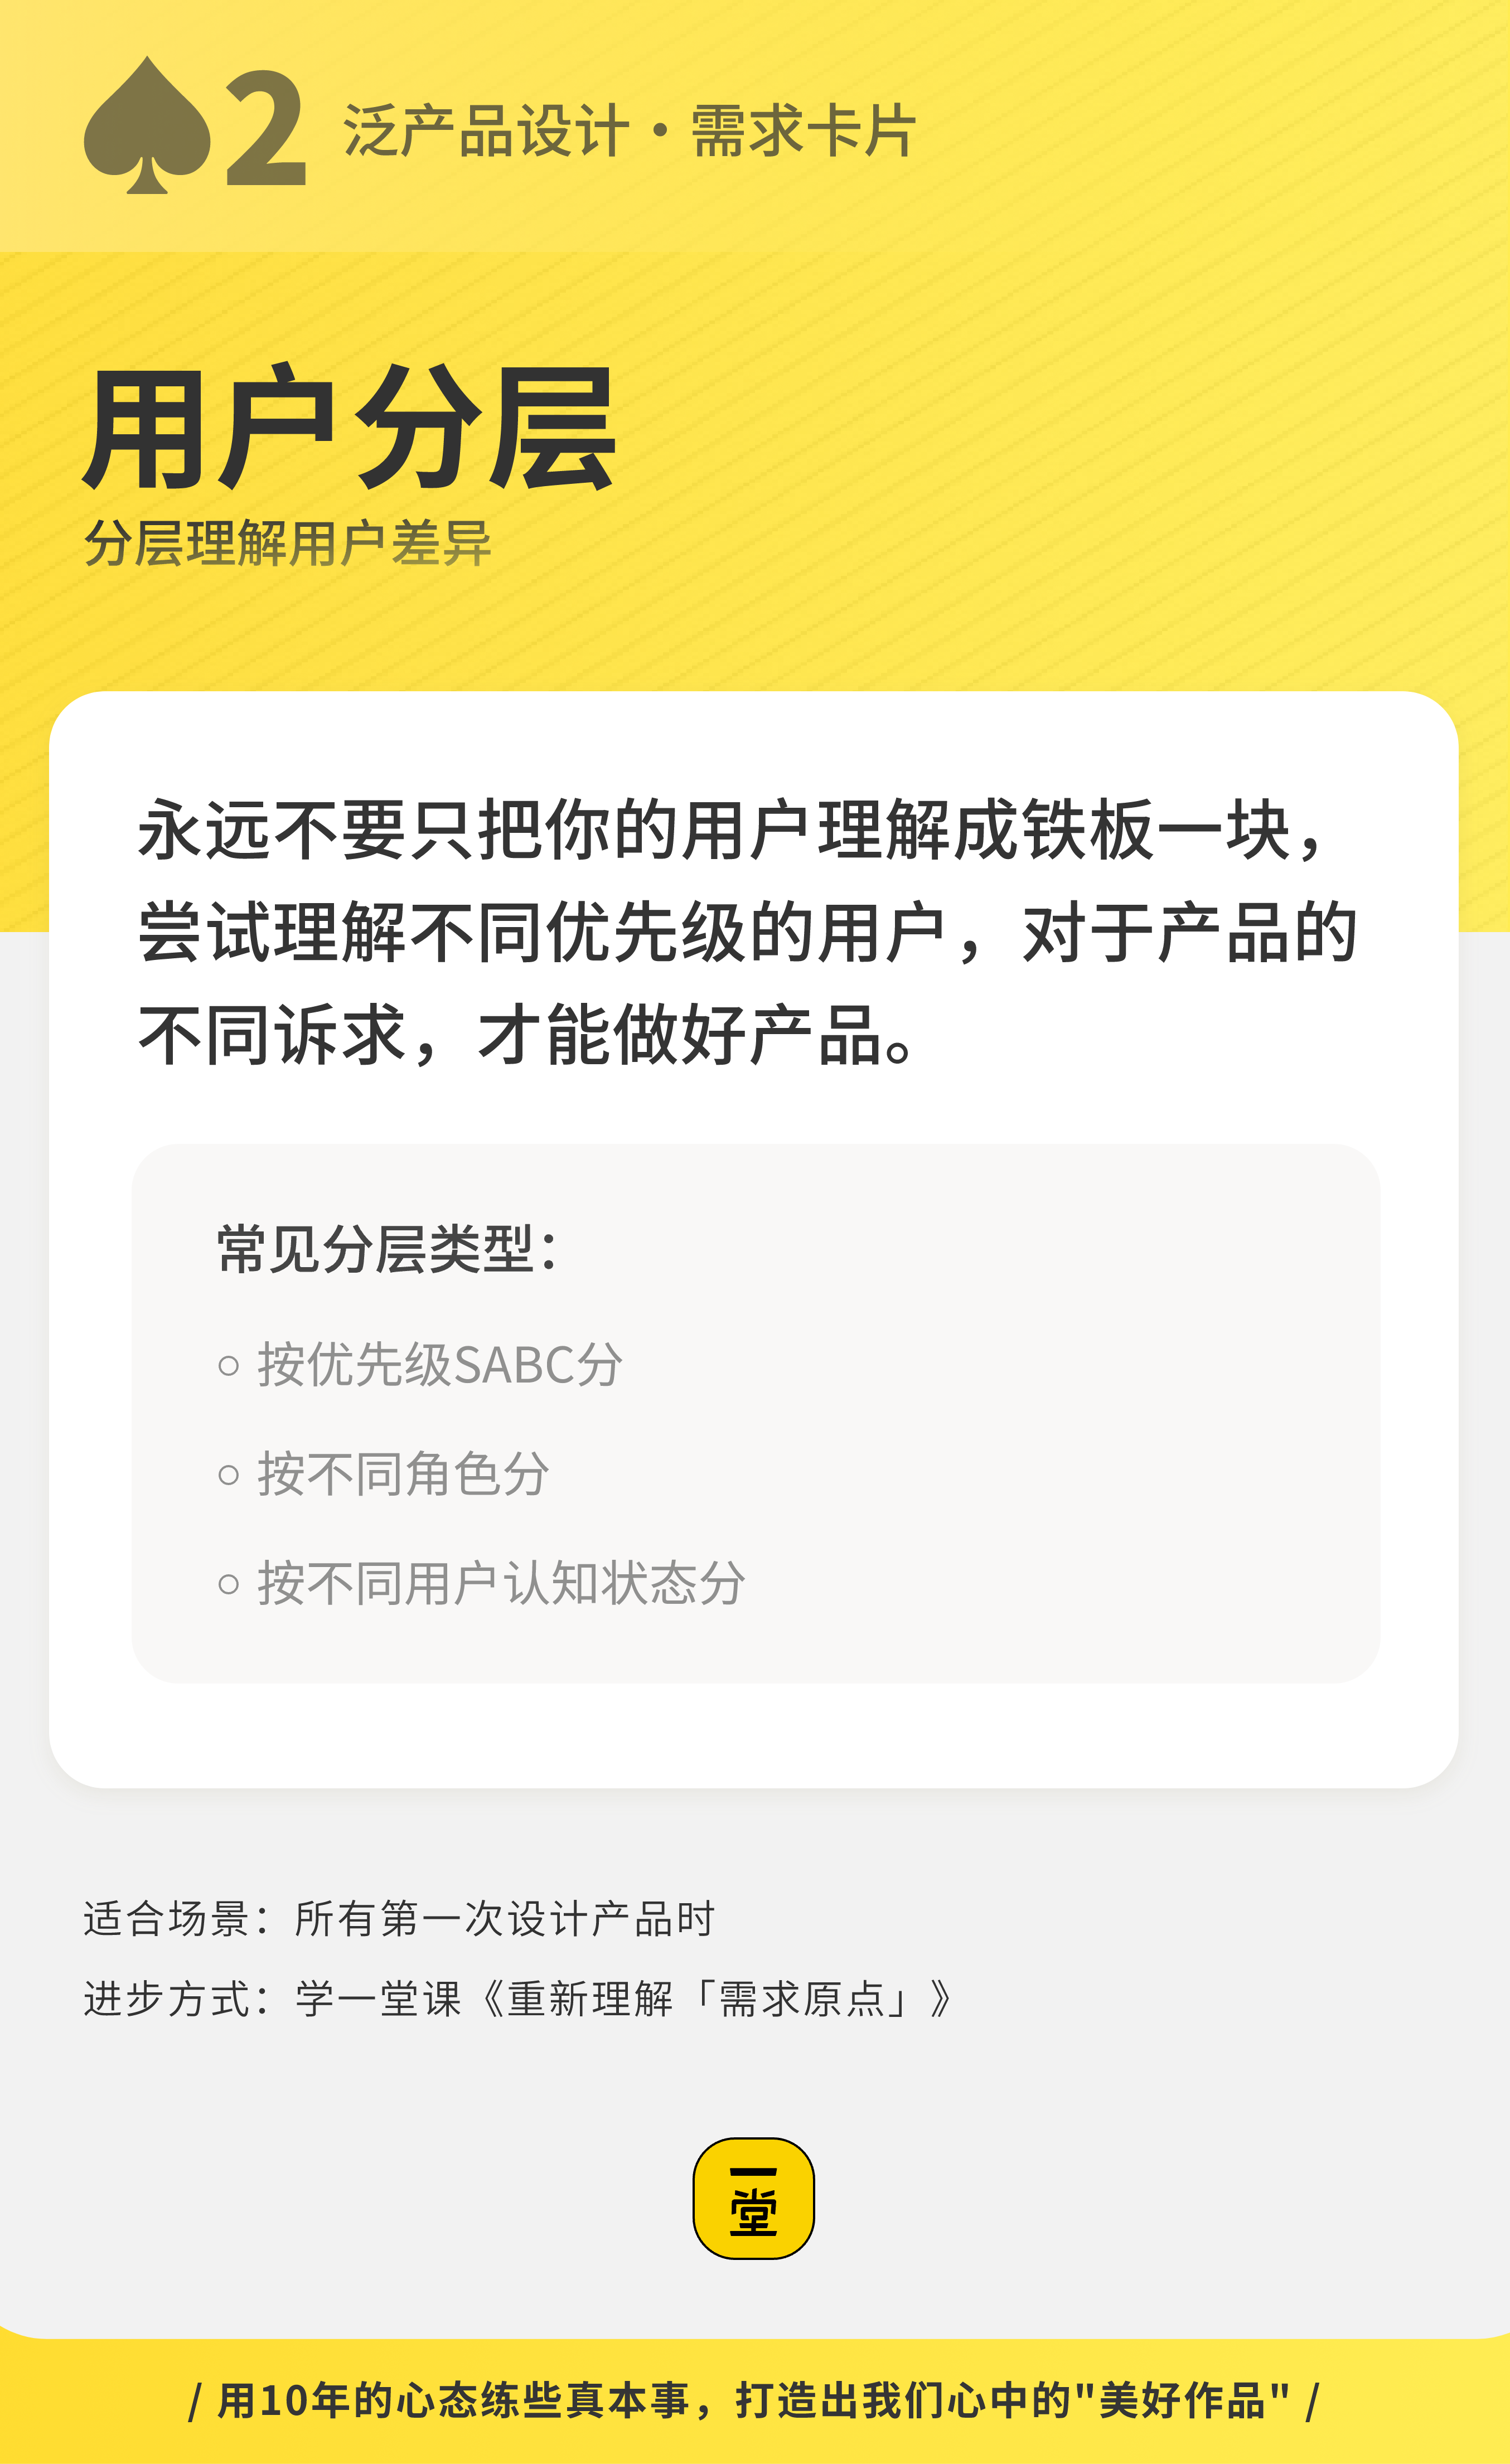 ♠2 泛产品设计·需求卡片
用户分层
分层理解用户差异
永远不要只把你的用户理解成铁板一块，
尝试理解不同优先级的用户，对于产品的
不同诉求，才能做好产品。
常见分层类型：
○ 按优先级SABC分
○ 按不同角色分
○ 按不同用户认知状态分
适合场景：所有第一次设计产品时
进步方式：学一堂课《重新理解「需求原点」》
一
堂
/ 用10年的心态练些真本事，打造出我们心中的"美好作品" /